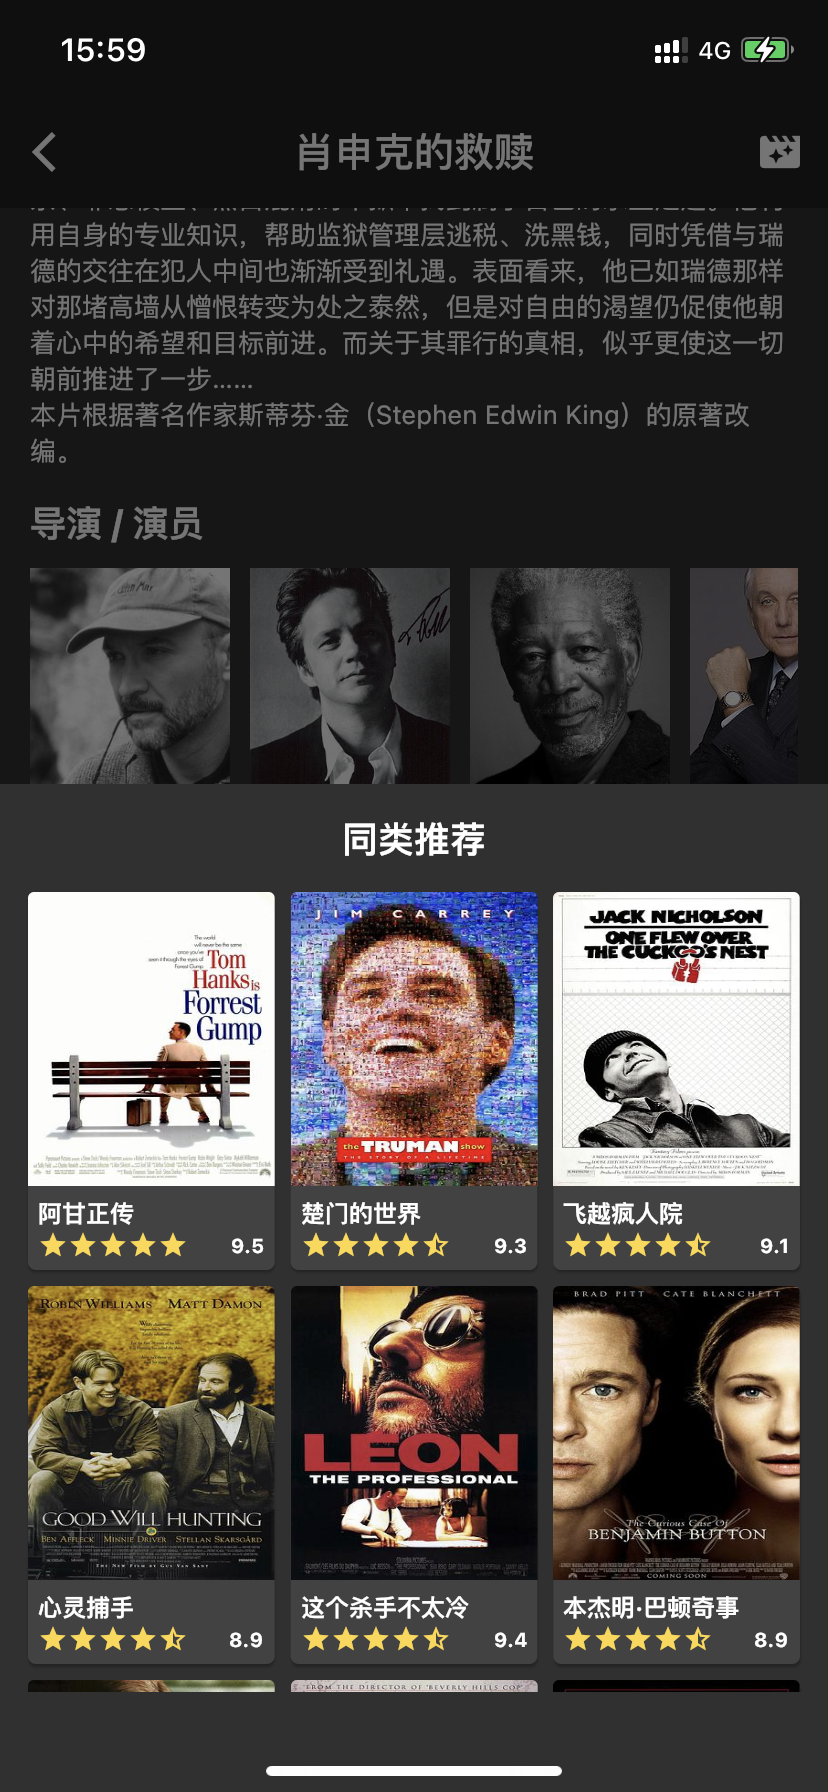 15:59
4G
肖申克的救赎
用自身的专业知识，帮助监狱管理层逃税、洗黑钱，同时凭借与瑞
德的交往在犯人中间也渐渐受到礼遇。表面看来，他已如瑞德那样
对那堵高墙从憎恨转变为处之泰然，但是对自由的渴望仍促使他朝
着心中的希望和目标前进。而关于其罪行的真相，似乎更使这一切
朝前推进了一步……
本片根据著名作家斯蒂芬·金（Stephen Edwin King）的原著改
编。
导演 / 演员
同类推荐
The world
will never be the same
once you've
seen it through the eyes of
Forrest Gump.
Tom
Hanks is
Forrest
Gump
阿甘正传
9.5
JIM CARREY
the TRUMAN show
THE STORY OF A LIFETIME
楚门的世界
9.3
JACK NICHOLSON
ONE FLEW OVER
THE CUCKOO'S NEST
飞越疯人院
9.1
ROBIN WILLIAMS MATT DAMON
GOOD WILL HUNTING
BEN AFFLECK MINNIE DRIVER STELLAN SKARSGÅRD
THE NEW FILM BY GUS VAN SANT
心灵捕手
8.9
LEON
THE PROFESSIONAL
这个杀手不太冷
9.4
BRAD PITT CATE BLANCHETT
The Curious Case Of
BENJAMIN BUTTON
COMING SOON
本杰明·巴顿奇事
8.9
FROM THE DIRECTOR OF 'BEVERLY HILLS COP'